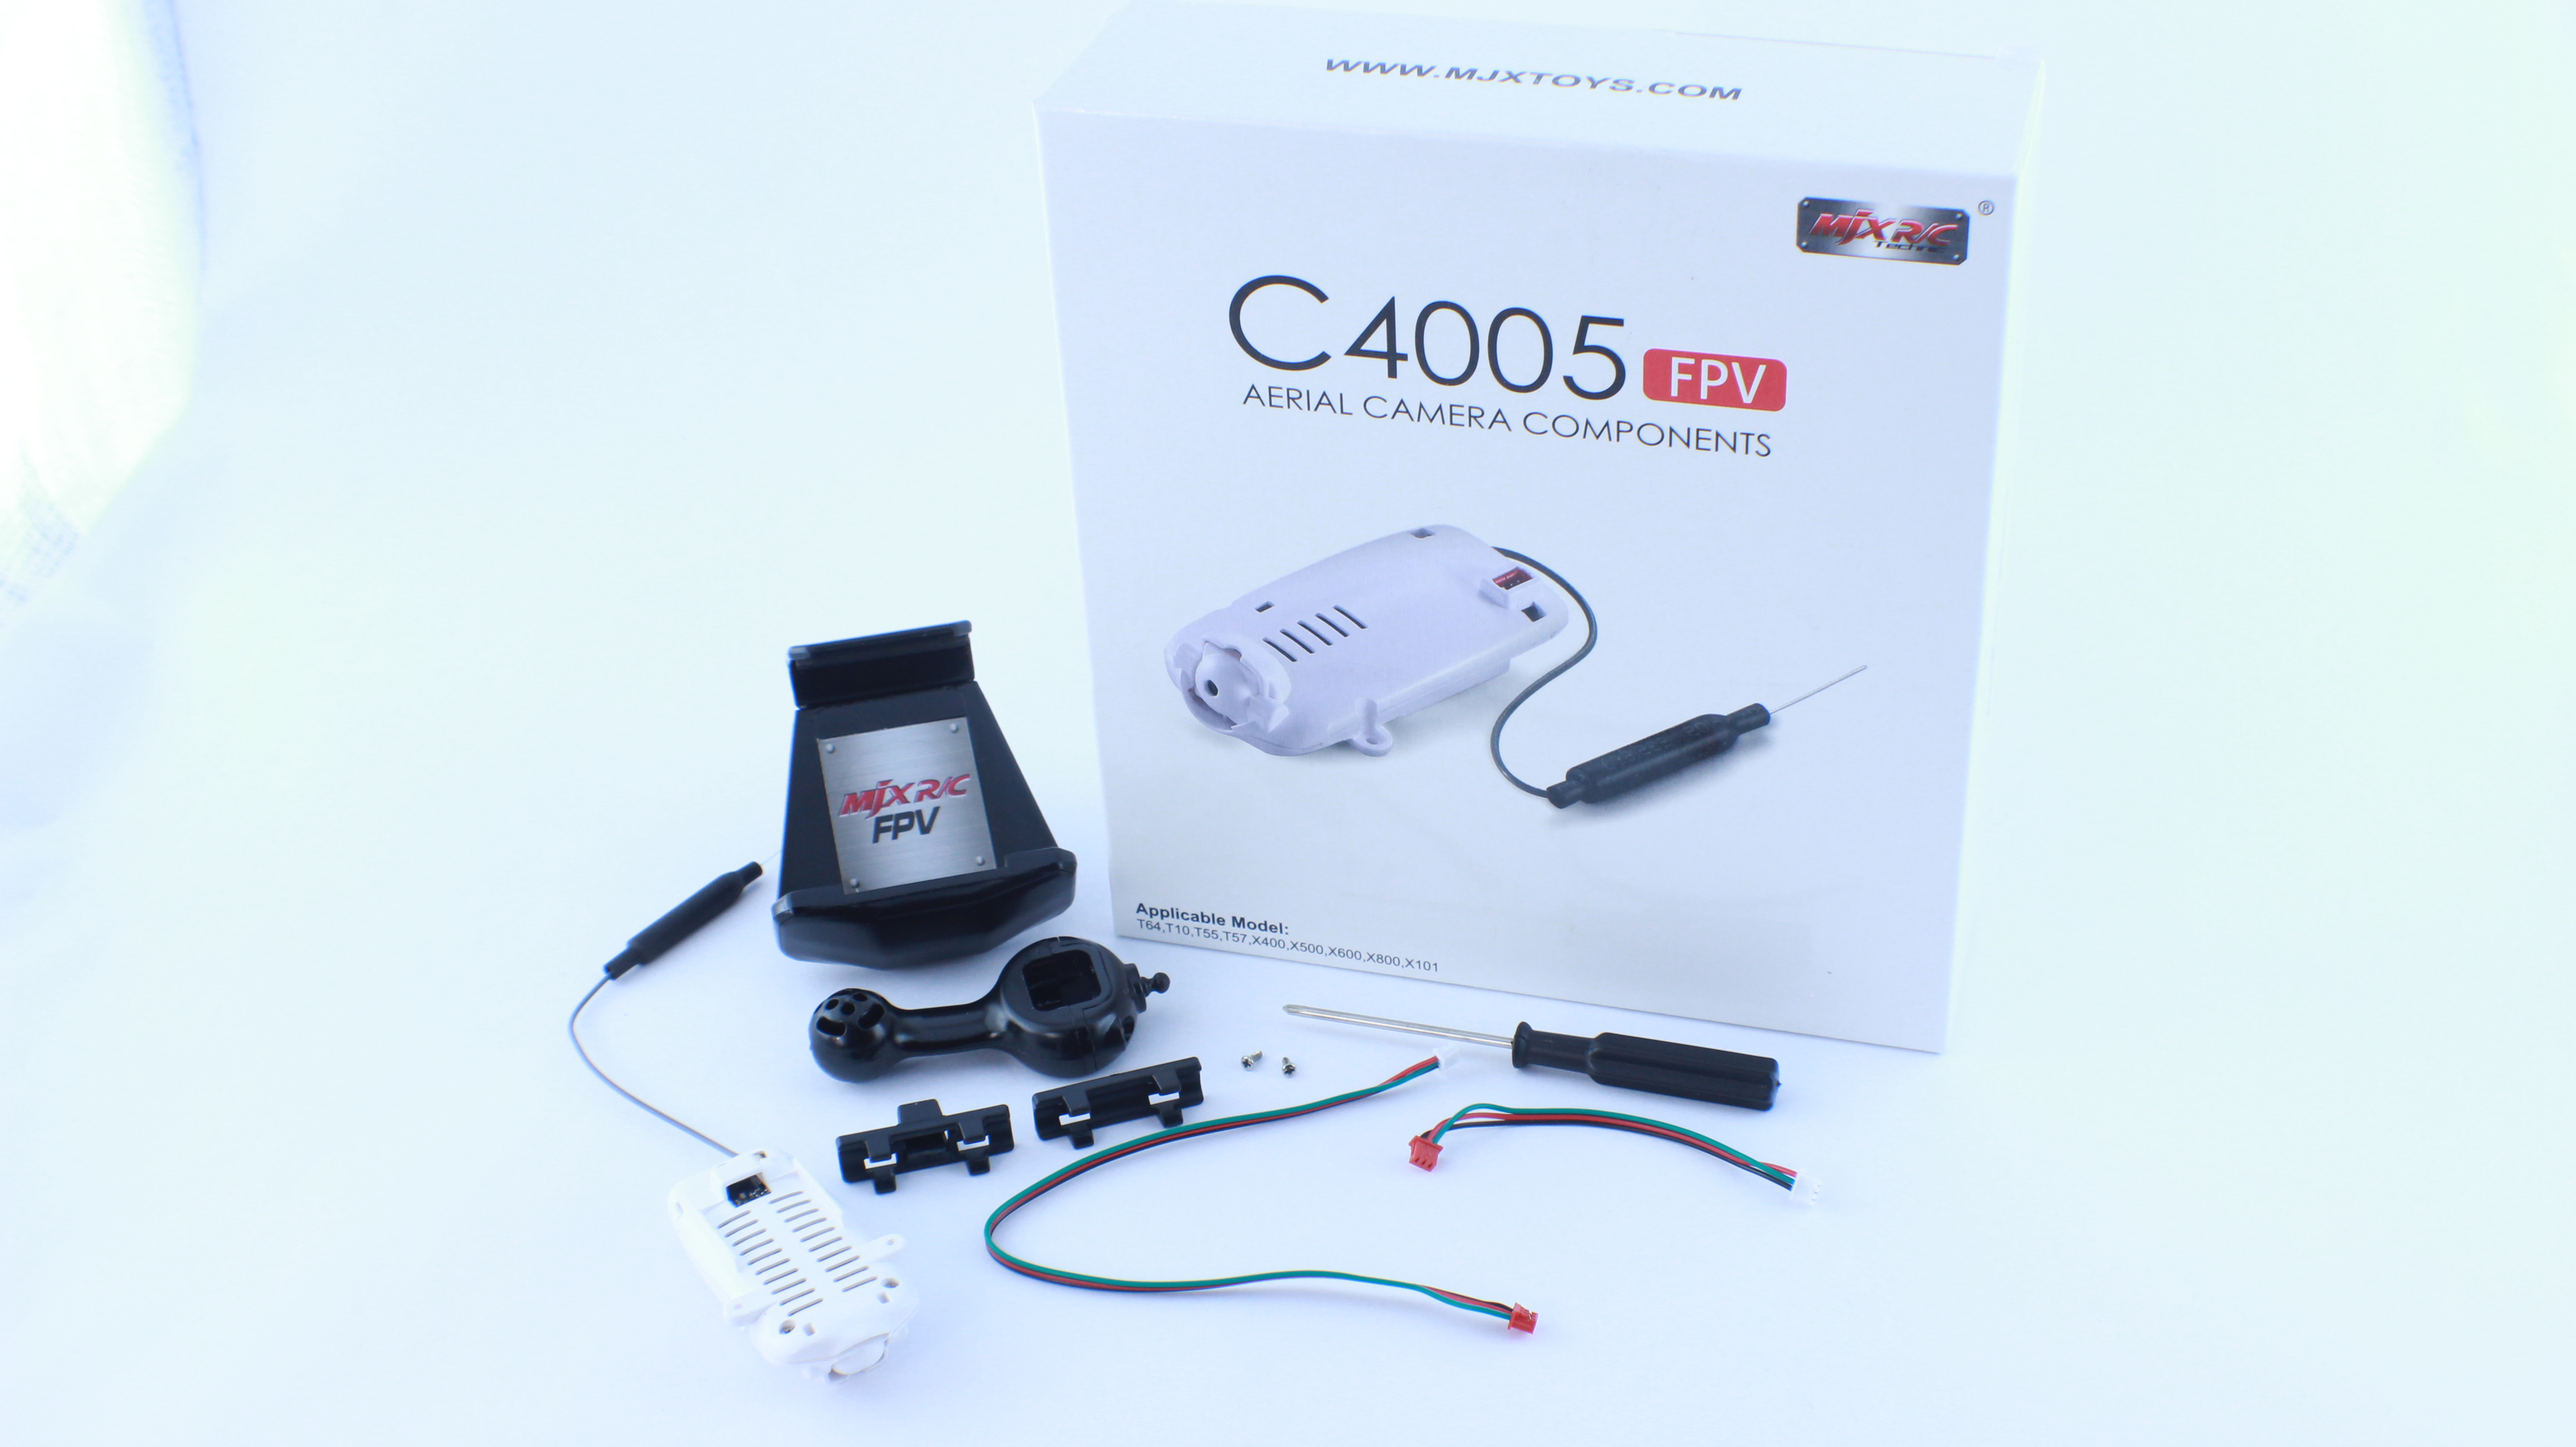 WWW.MJXTOYS.COM
MJX R/C
Technic
®
C4005 FPV
AERIAL CAMERA COMPONENTS
MJX R/C
FPV
Applicable Model:
T64,T10,T55,T57,X400,X500,X600,X800,X101